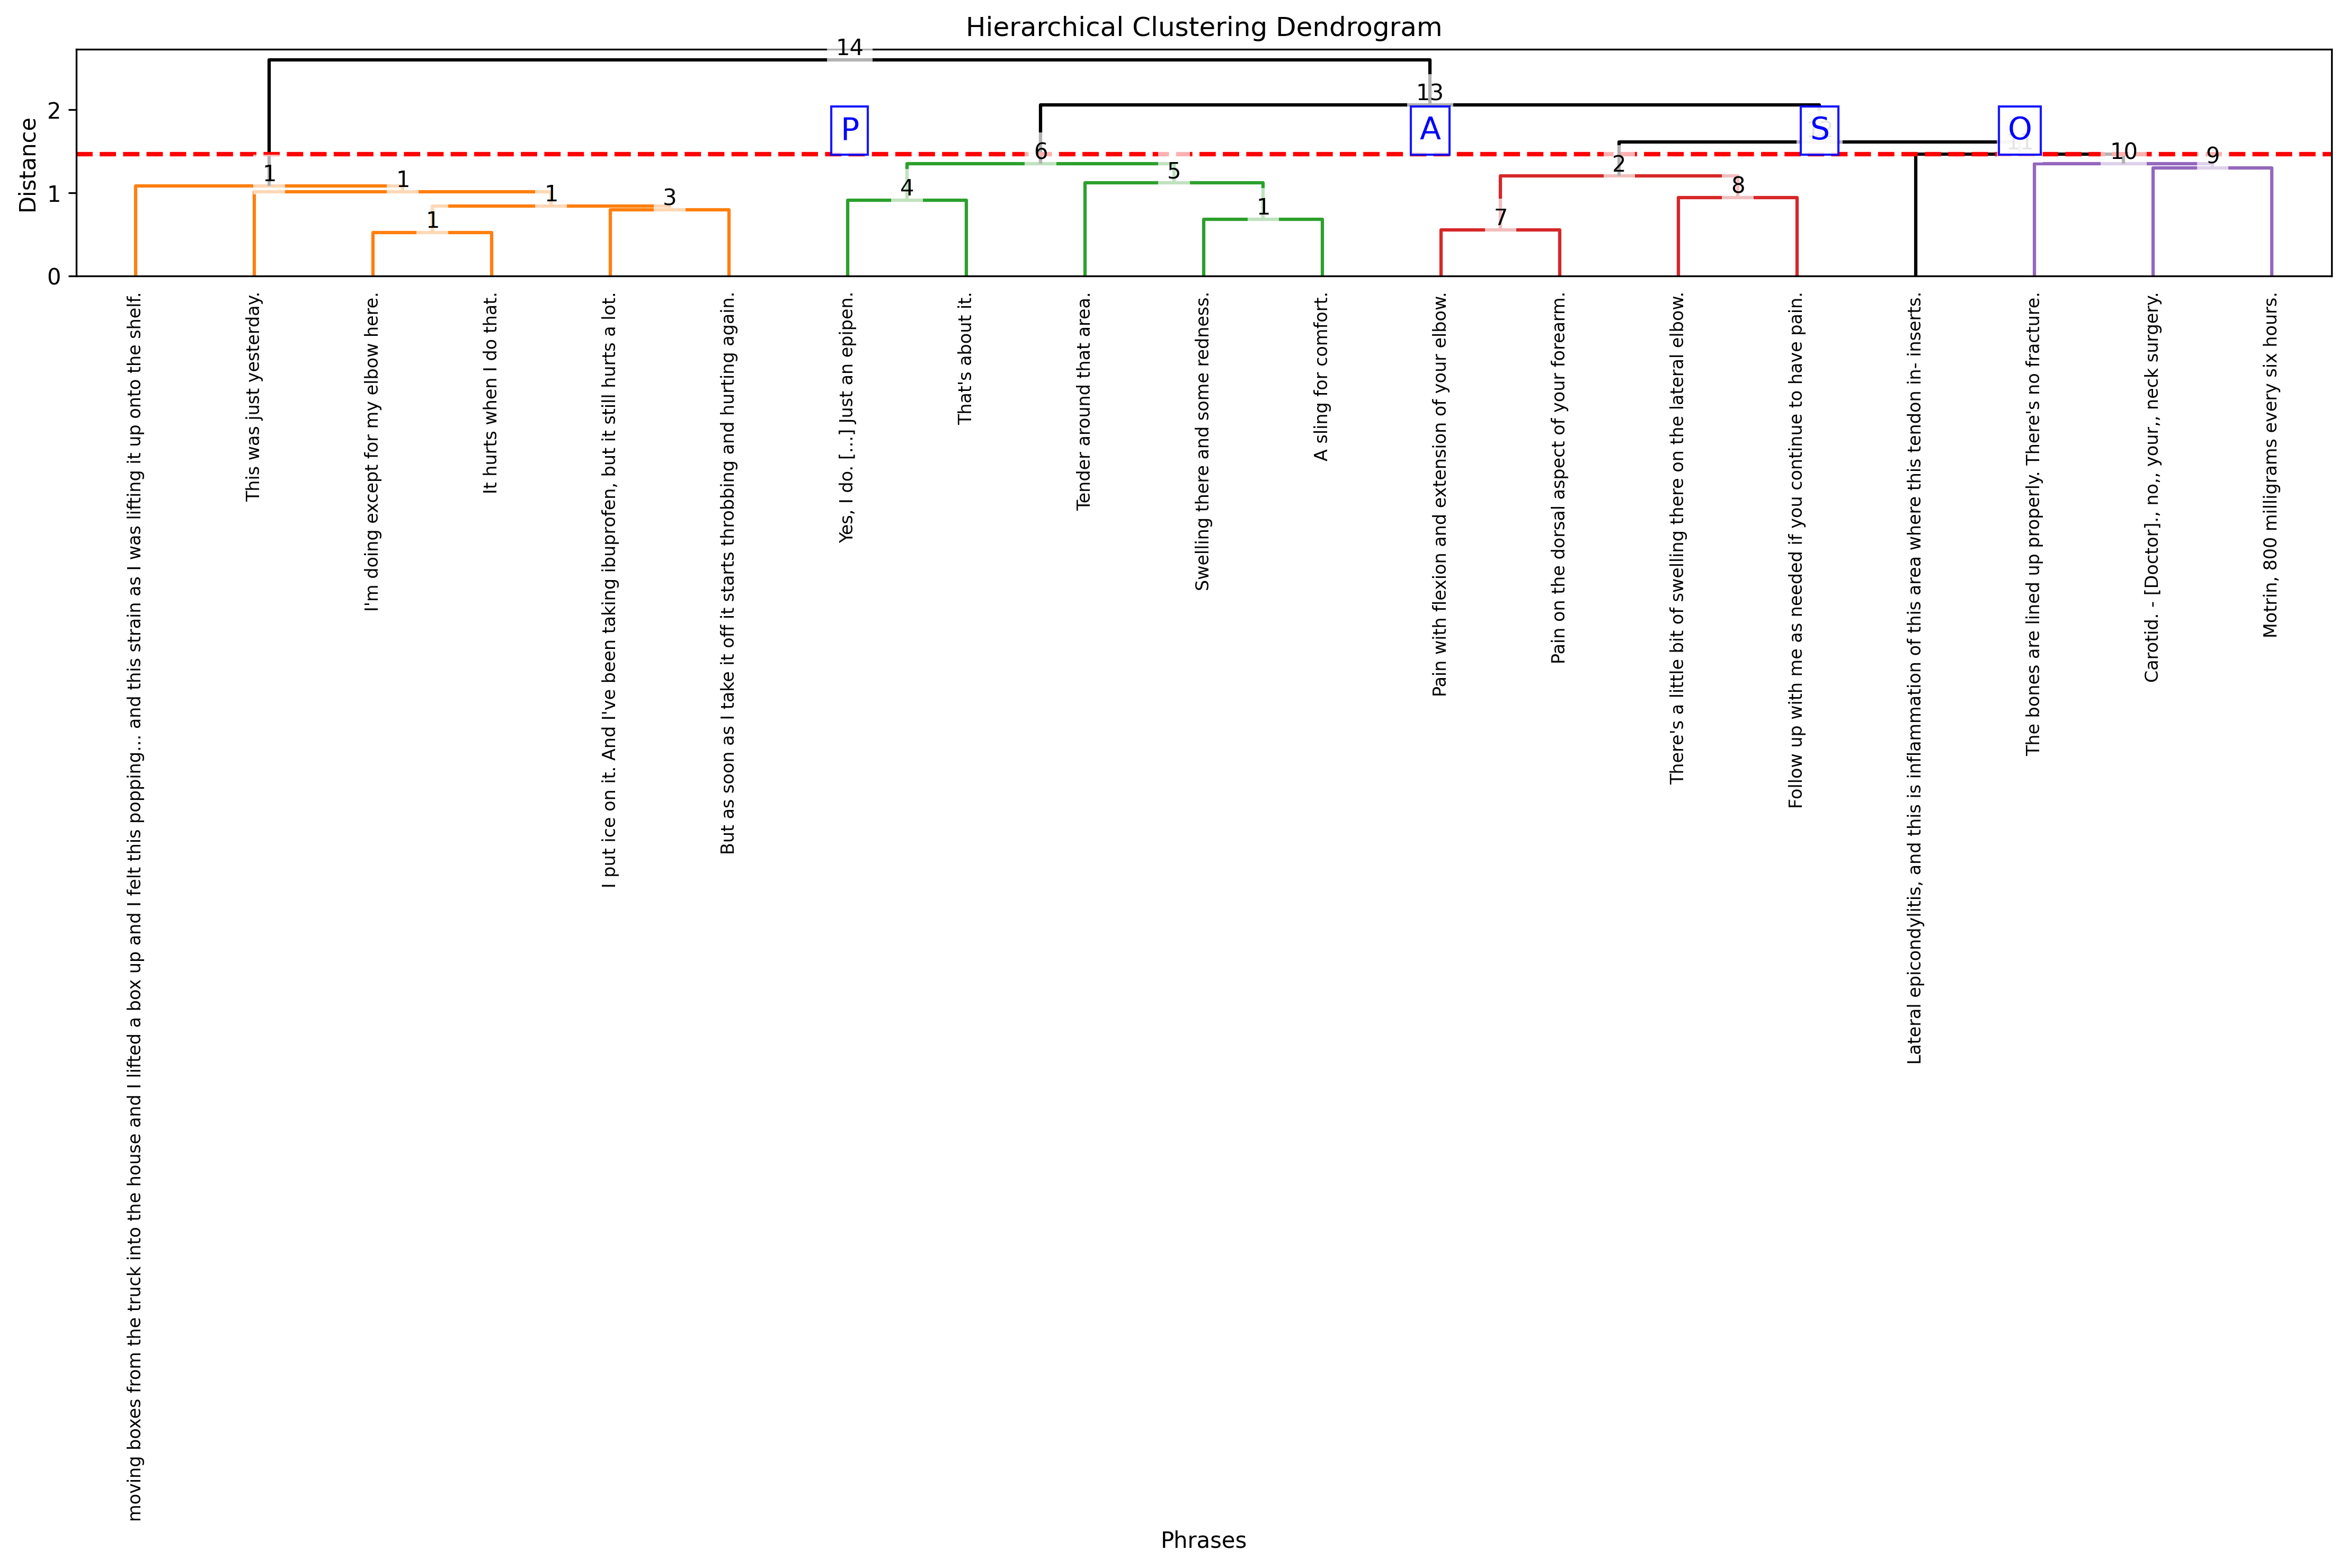 Hierarchical Clustering Dendrogram
14
13
2
P
A
S
O
11
6
10
9
5
2
1
1
4
8
1
1
3
1
7
1
0
Distance
moving boxes from the truck into the house and I lifted a box up and I felt this popping... and this strain as I was lifting it up onto the shelf.
This was just yesterday.
I'm doing except for my elbow here.
It hurts when I do that.
I put ice on it. And I've been taking ibuprofen, but it still hurts a lot.
But as soon as I take it off it starts throbbing and hurting again.
Yes, I do. [...] Just an epipen.
That's about it.
Tender around that area.
Swelling there and some redness.
A sling for comfort.
Pain with flexion and extension of your elbow.
Pain on the dorsal aspect of your forearm.
There's a little bit of swelling there on the lateral elbow.
Follow up with me as needed if you continue to have pain.
Lateral epicondylitis, and this is inflammation of this area where this tendon in- inserts.
The bones are lined up properly. There's no fracture.
Carotid. - [Doctor]., no,, your,, neck surgery.
Motrin, 800 milligrams every six hours.
Phrases